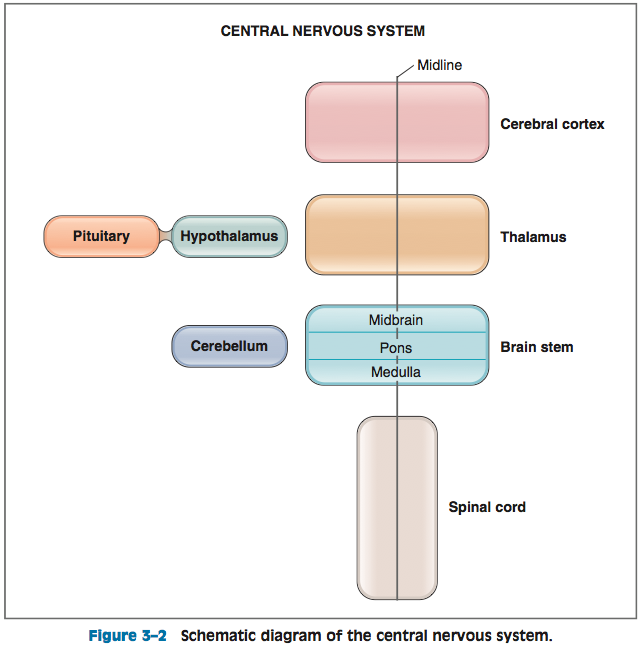 CENTRAL NERVOUS SYSTEM
Midline
Cerebral cortex
Pituitary
Hypothalamus
Thalamus
Midbrain
Cerebellum
Pons
Brain stem
Medulla
Spinal cord
Figure 3–2 Schematic diagram of the central nervous system.